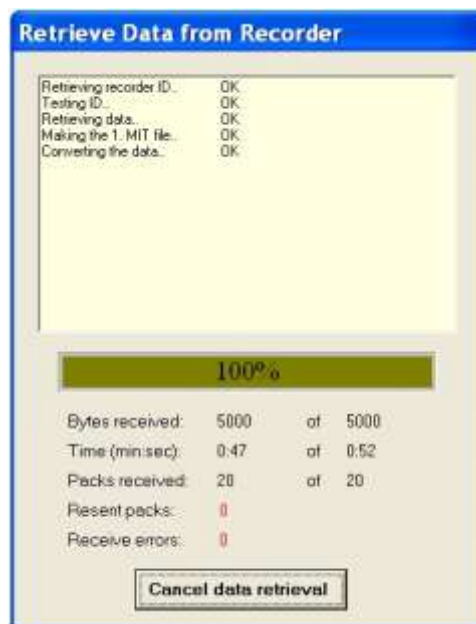 Retrieve Data from Recorder
Retrieving recorder ID.. OK
Testing ID.. OK
Retrieving data.. OK
Making the 1. MIT file.. OK
Converting the data.. OK
100%
Bytes received: 5000 of 5000
Time (min:sec): 0:47 of 0:52
Packs received: 20 of 20
Resent packs: 0
Receive errors: 0
Cancel data retrieval